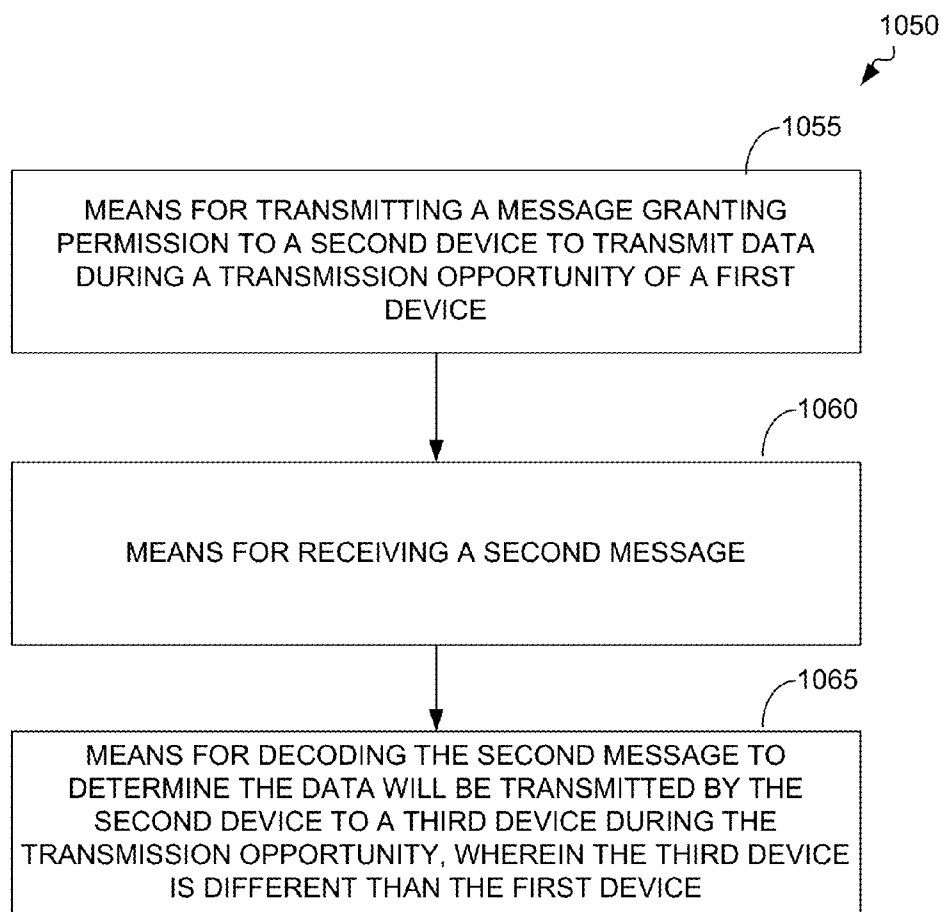 1050
1055
MEANS FOR TRANSMITTING A MESSAGE GRANTING
PERMISSION TO A SECOND DEVICE TO TRANSMIT DATA
DURING A TRANSMISSION OPPORTUNITY OF A FIRST
DEVICE
1060
MEANS FOR RECEIVING A SECOND MESSAGE
1065
MEANS FOR DECODING THE SECOND MESSAGE TO
DETERMINE THE DATA WILL BE TRANSMITTED BY THE
SECOND DEVICE TO A THIRD DEVICE DURING THE
TRANSMISSION OPPORTUNITY, WHEREIN THE THIRD DEVICE
IS DIFFERENT THAN THE FIRST DEVICE